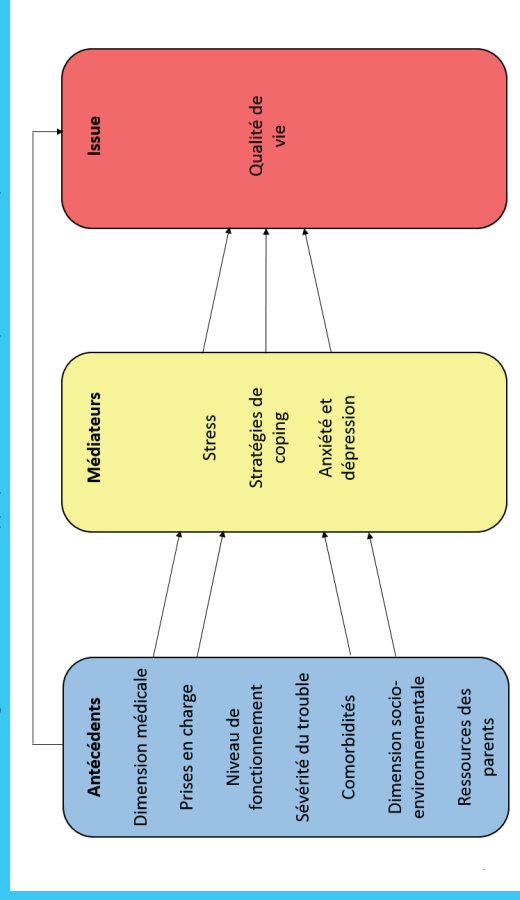 Antécédents
Dimension médicale
Prises en charge
Niveau de
fonctionnement
Sévérité du trouble
Comorbidités
Dimension socio-
environnementale
Ressources des
parents
Médiateurs
Stress
Stratégies de
coping
Anxiété et
dépression
Issue
Qualité de
vie